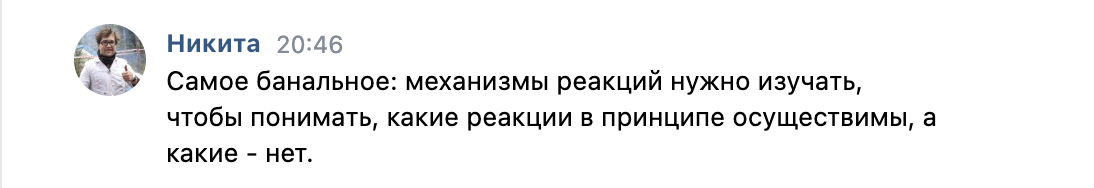 Никита 20:46
Самое банальное: механизмы реакций нужно изучать,
чтобы понимать, какие реакции в принципе осуществимы, а
какие - нет.